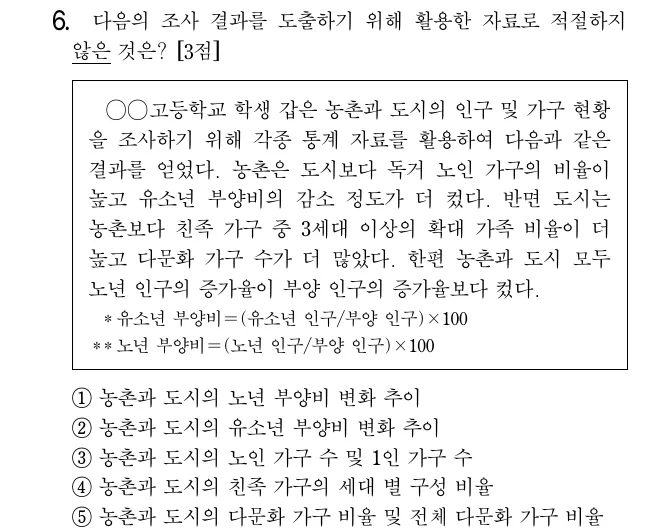 6. 다음의 조사 결과를 도출하기 위해 활용한 자료로 적절하지
않은 것은? [3점]
○○고등학교 학생 갑은 농촌과 도시의 인구 및 가구 현황
을 조사하기 위해 각종 통계 자료를 활용하여 다음과 같은
결과를 얻었다. 농촌은 도시보다 독거 노인 가구의 비율이
높고 유소년 부양비의 감소 정도가 더 컸다. 반면 도시는
농촌보다 친족 가구 중 3세대 이상의 확대 가족 비율이 더
높고 다문화 가구 수가 더 많았다. 한편 농촌과 도시 모두
노년 인구의 증가율이 부양 인구의 증가율보다 컸다.
* 유소년 부양비=(유소년 인구/부양 인구)×100
** 노년 부양비=(노년 인구/부양 인구)×100
① 농촌과 도시의 노년 부양비 변화 추이
② 농촌과 도시의 유소년 부양비 변화 추이
③ 농촌과 도시의 노인 가구 수 및 1인 가구 수
④ 농촌과 도시의 친족 가구의 세대 별 구성 비율
⑤ 농촌과 도시의 다문화 가구 비율 및 전체 다문화 가구 비율